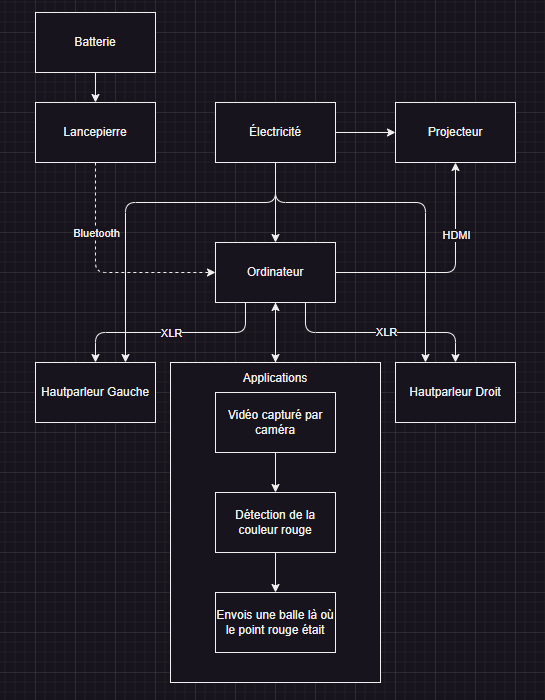 Batterie
Lancepierre
Électricité
Projecteur
Bluetooth
HDMI
Ordinateur
XLR
XLR
Hautparleur Gauche
Applications
Hautparleur Droit
Vidéo capturé par
caméra
Détection de la
couleur rouge
Envois une balle là où
le point rouge était